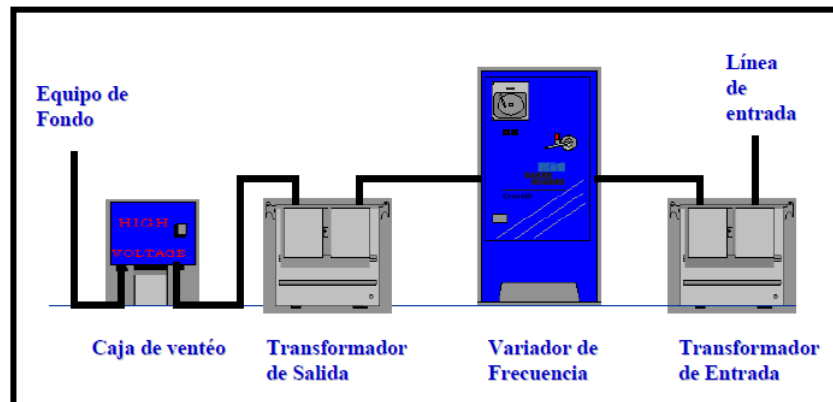 Equipo de
Fondo
Línea
de
entrada
HIGH
VOLTAGE
Caja de ventéo
Transformador
de Salida
Variador de
Frecuencia
Transformador
de Entrada